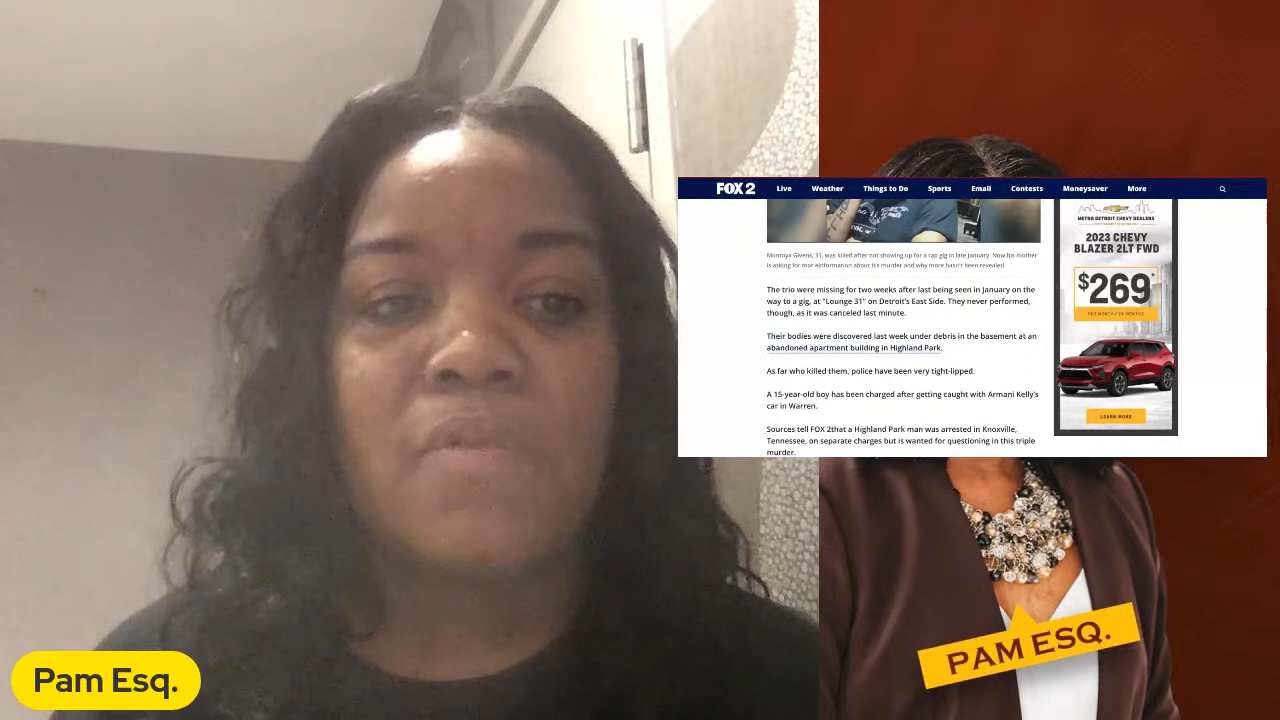 FOX 2 Live Weather Things to Do Sports Email Contests Moneysaver More
Montoya Givens, 31, was killed after not showing up for a rap gig in late January. Now his mother
is asking for mor einformation about his murder and why more hasn't been revealed.
The trio were missing for two weeks after last being seen in January on the
way to a gig, at "Lounge 31" on Detroit's East Side. They never performed,
though, as it was canceled last minute.
Their bodies were discovered last week under debris in the basement at an
abandoned apartment building in Highland Park.
As far who killed them, police have been very tight-lipped.
A 15-year-old boy has been charged after getting caught with Armani Kelly's
car in Warren.
Sources tell FOX 2that a Highland Park man was arrested in Knoxville,
Tennessee, on separate charges but is wanted for questioning in this triple
murder.
METRO DETROIT CHEVY DEALERS
2023 CHEVY
BLAZER 2LT FWD
$269*
PER MONTH / 24 MONTHS
LEARN MORE
PAM ESQ.
Pam Esq.